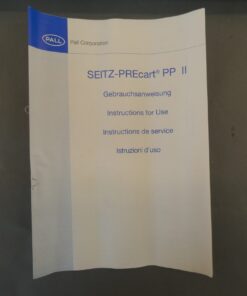 PALL
Pall Corporation
SEITZ-PREcart® PP II
Gebrauchsanweisung
Instructions for Use
Instructions de service
Istruzioni d'uso